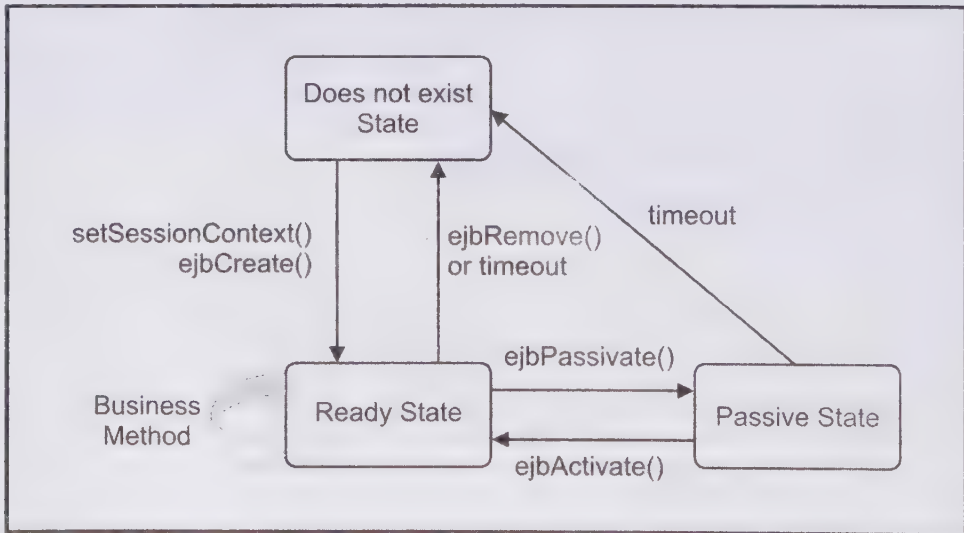 Does not exist
State
timeout
setSessionContext()
ejbCreate()
ejbRemove()
or timeout
ejbPassivate()
Business
Method
Ready State
Passive State
ejbActivate()